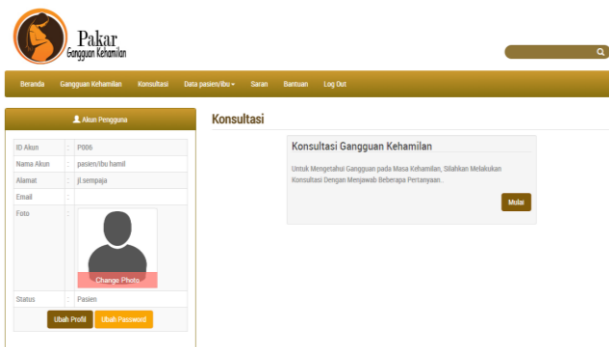 Pakar
Gangguan Kehamilan
Beranda Gangguan Kehamilan Konsultasi Data pasien/ibu Saran Bantuan Log Out
Akun Pengguna
ID Akun : P006
Nama Akun : pasien/ibu hamil
Alamat : jl.sempaja
Email :
Foto :
Change Photo
Status : Pasien
Ubah Profil Ubah Password
Konsultasi
Konsultasi Gangguan Kehamilan
Untuk Mengetahui Gangguan pada Masa Kehamilan, Silahkan Melakukan
Konsultasi Dengan Menjawab Beberapa Pertanyaan..
Mulai